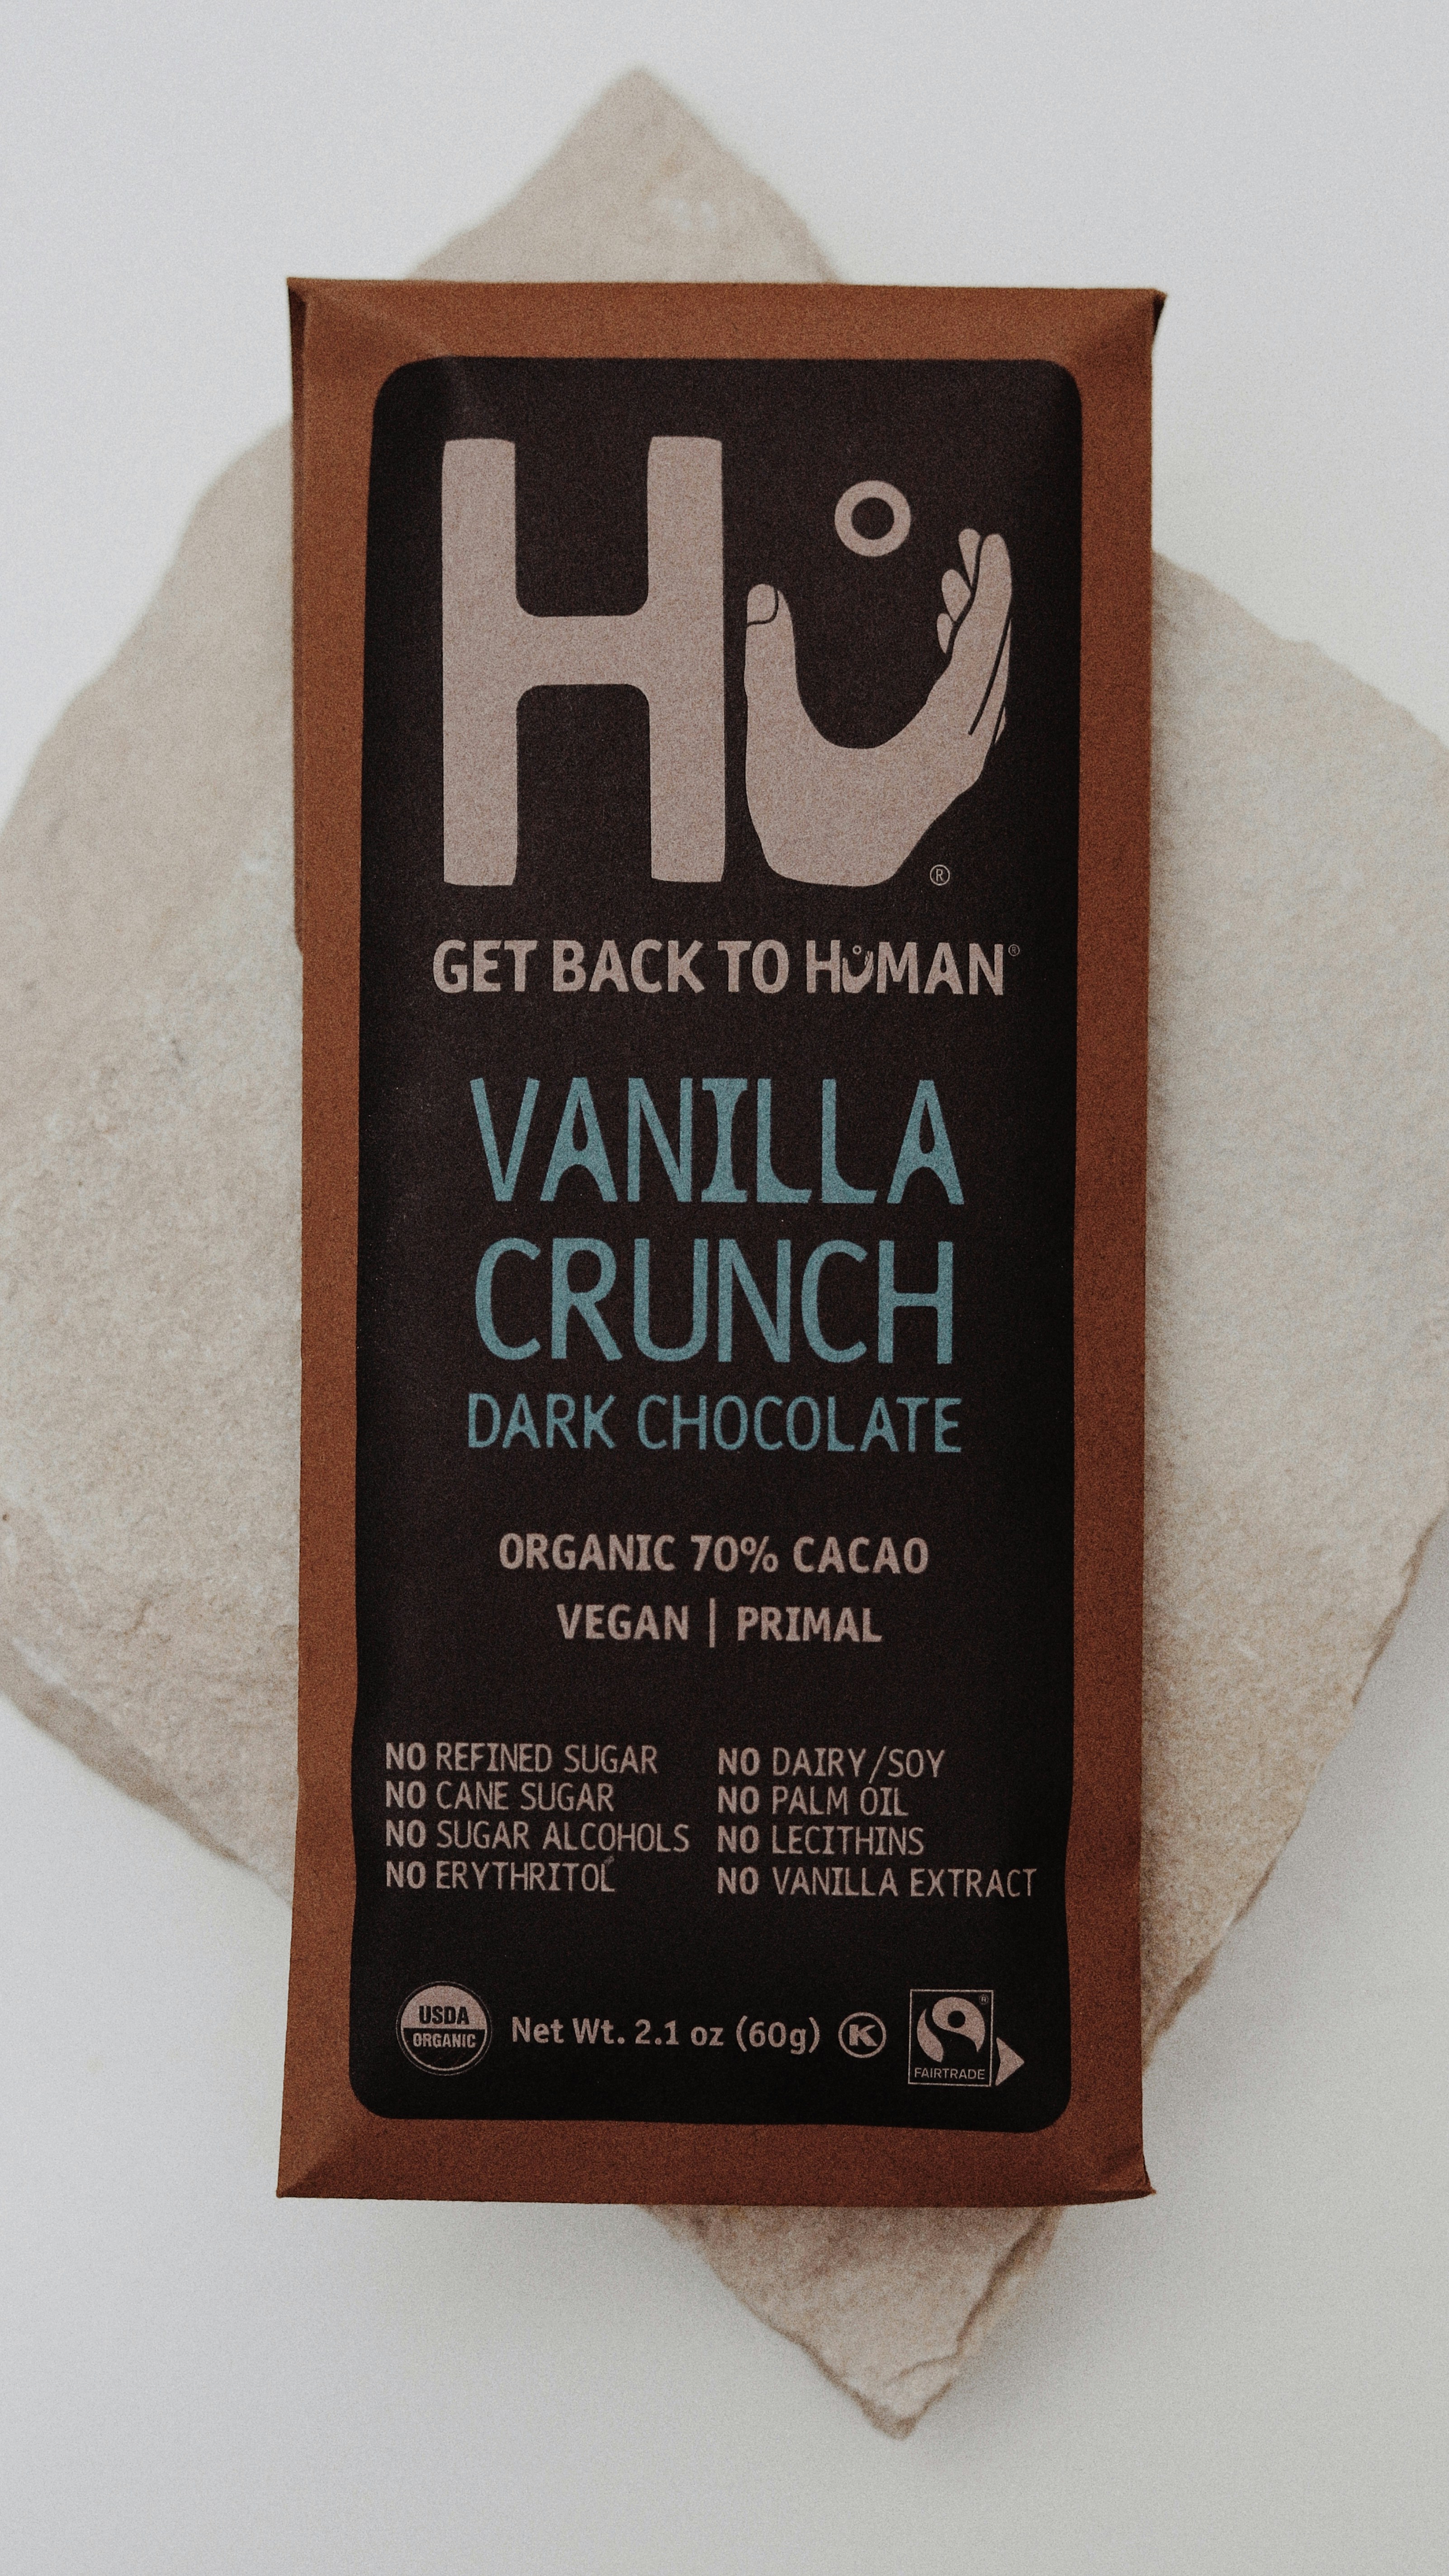 Hu®
GET BACK TO HuMAN®
VANILLA
CRUNCH
DARK CHOCOLATE
ORGANIC 70% CACAO
VEGAN | PRIMAL
NO REFINED SUGAR
NO CANE SUGAR
NO SUGAR ALCOHOLS
NO ERYTHRITOL
NO DAIRY/SOY
NO PALM OIL
NO LECITHINS
NO VANILLA EXTRACT
USDA
ORGANIC
Net Wt. 2.1 oz (60g)
K
®
FAIRTRADE